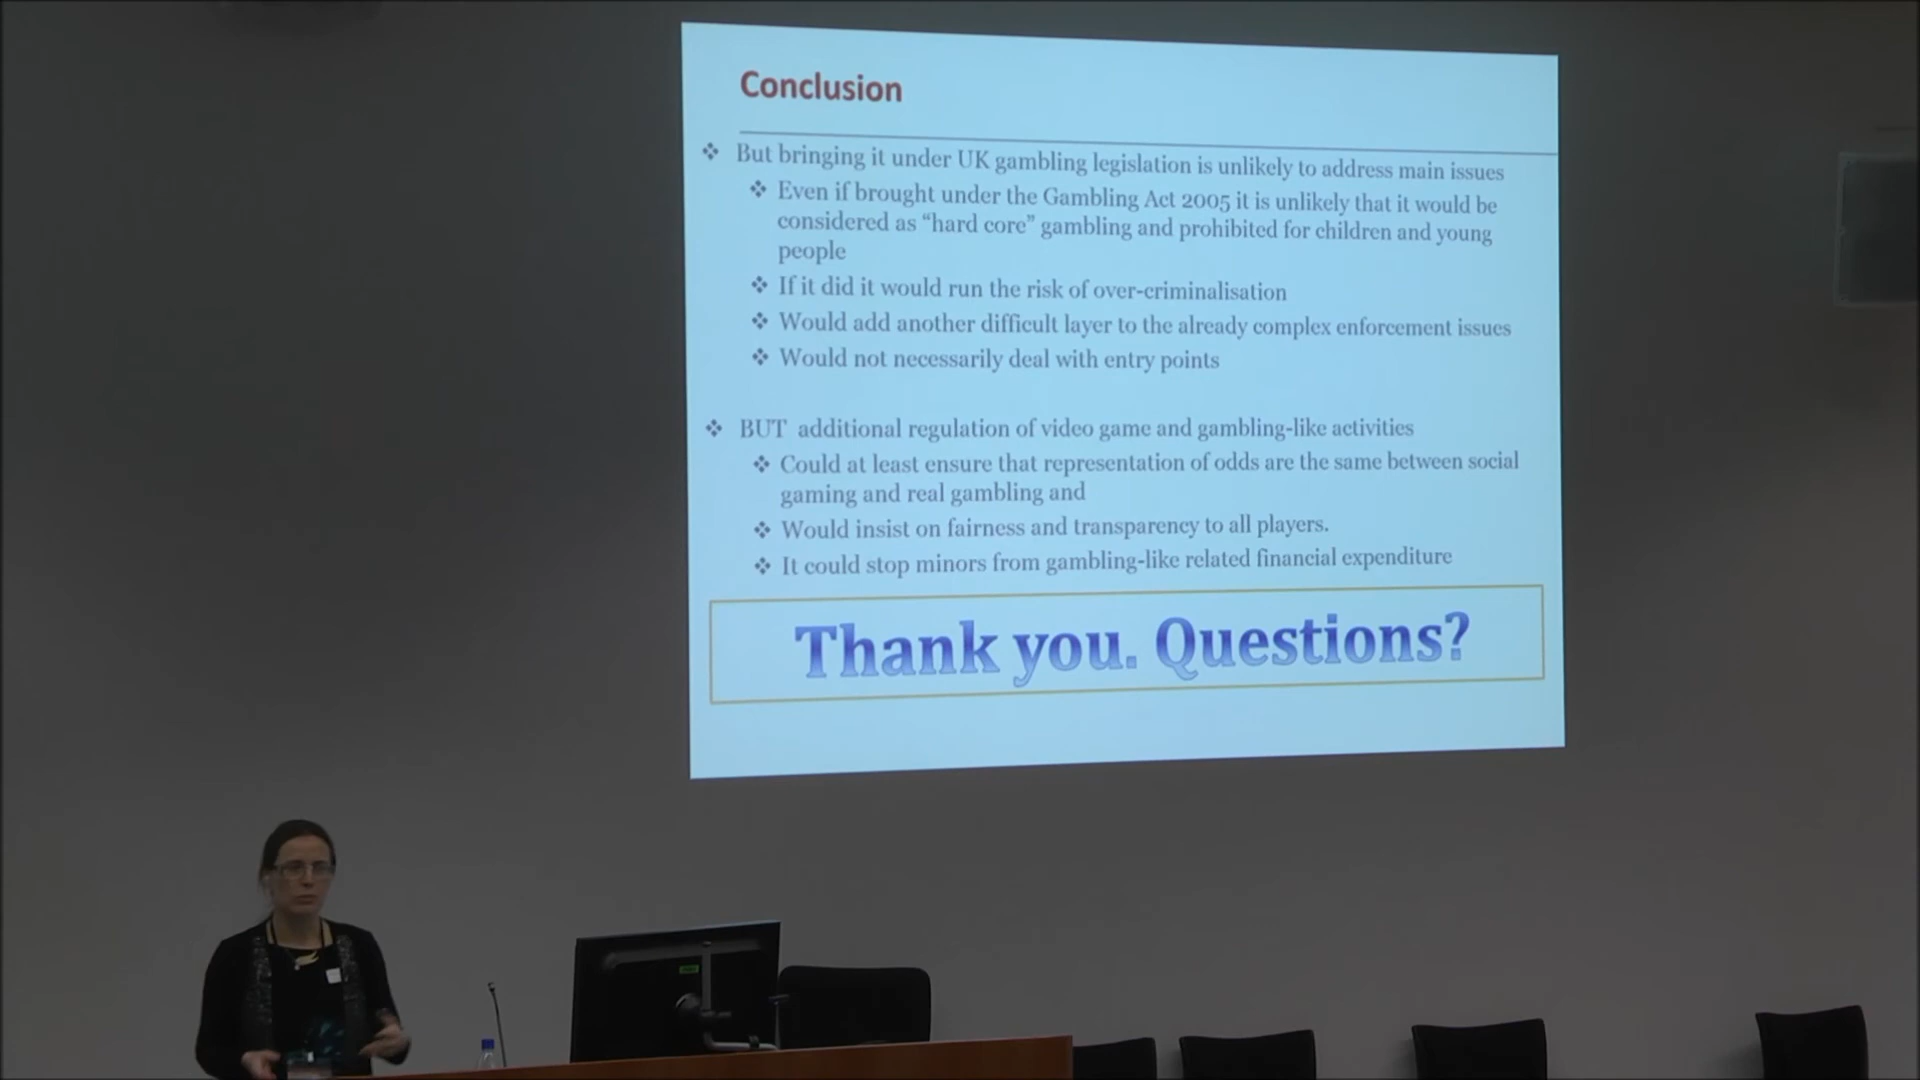 Conclusion
❖ But bringing it under UK gambling legislation is unlikely to address main issues
❖ Even if brought under the Gambling Act 2005 it is unlikely that it would be
considered as “hard core” gambling and prohibited for children and young
people
❖ If it did it would run the risk of over-criminalisation
❖ Would add another difficult layer to the already complex enforcement issues
❖ Would not necessarily deal with entry points
❖ BUT additional regulation of video game and gambling-like activities
❖ Could at least ensure that representation of odds are the same between social
gaming and real gambling and
❖ Would insist on fairness and transparency to all players.
❖ It could stop minors from gambling-like related financial expenditure
Thank you. Questions?